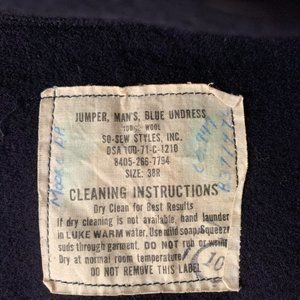 JUMPER, MAN'S, BLUE UNDRESS
100% WOOL
SO-SEW STYLES, INC.
DSA 100-71-C-1210
8405-266-7754
SIZE: 38R
CLEANING INSTRUCTIONS
Dry Clean for Best Results
If dry cleaning is not available, hand launder
in LUKE WARM water. Use mild soap. Squeeze
suds through garment. DO NOT rub or wring
Dry at normal room temperature
DO NOT REMOVE THIS LABEL
10